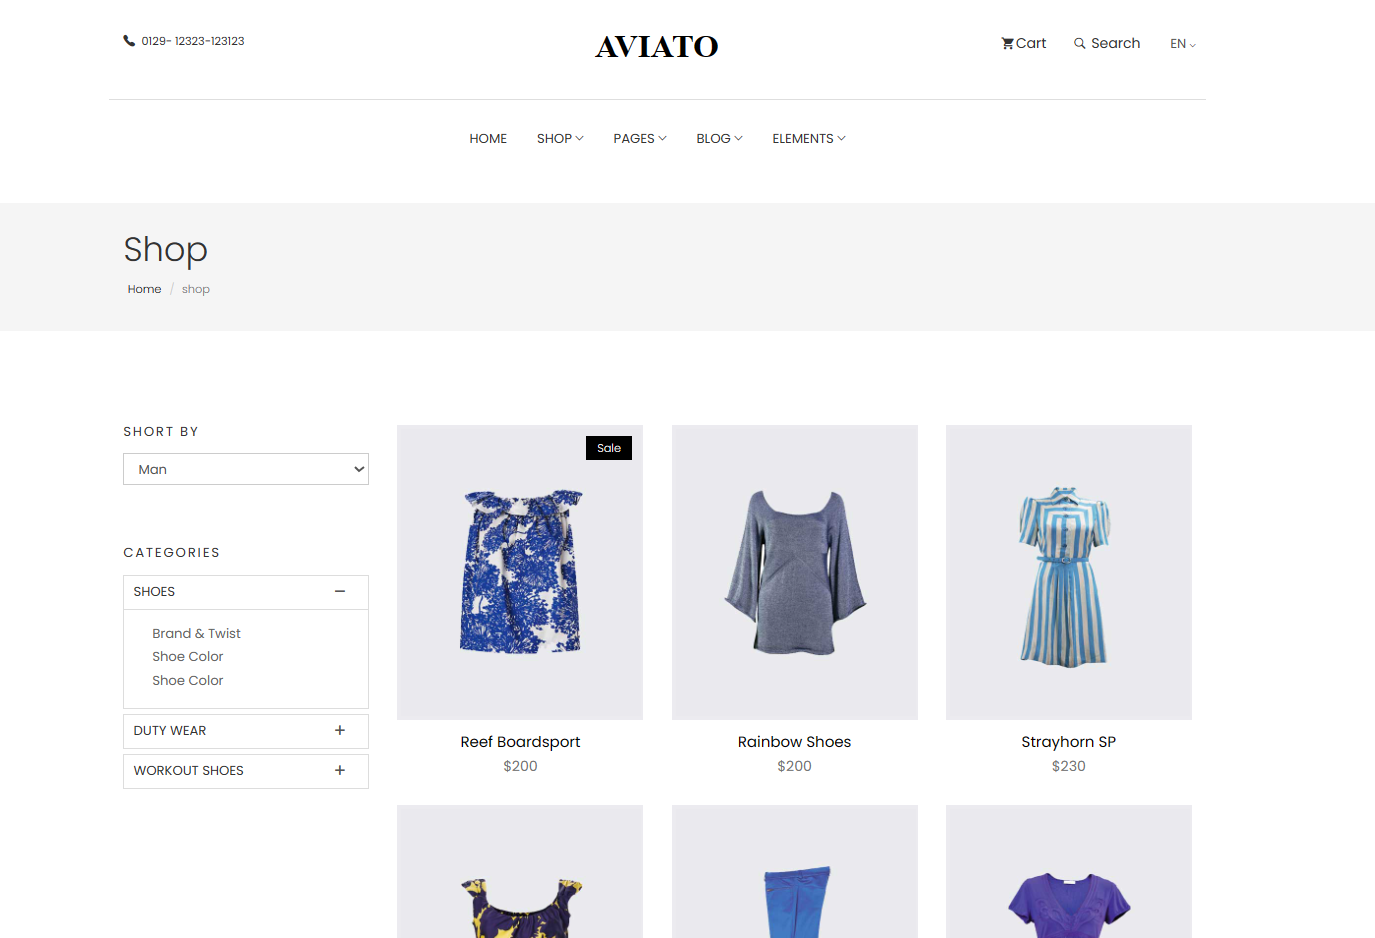 0129- 12323-123123
AVIATO
Cart
Search
EN
HOME
SHOP
PAGES
BLOG
ELEMENTS
Shop
Home / shop
SHORT BY
Man
CATEGORIES
SHOES
Brand & Twist
Shoe Color
Shoe Color
DUTY WEAR
WORKOUT SHOES
Sale
Reef Boardsport
$200
Rainbow Shoes
$200
Strayhorn SP
$230